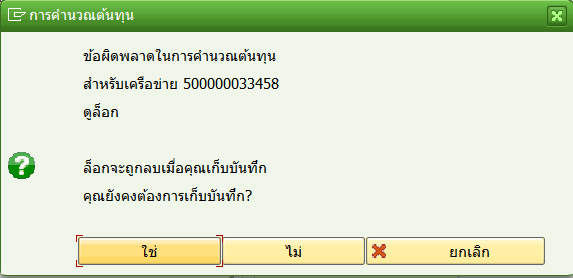 การคำนวณต้นทุน
ข้อผิดพลาดในการคำนวณต้นทุน
สำหรับเครือข่าย 500000033458
ดูล็อก
ล็อกจะถูกลบเมื่อคุณเก็บบันทึก
คุณยังคงต้องการเก็บบันทึก?
ใช่ ไม่ ยกเลิก